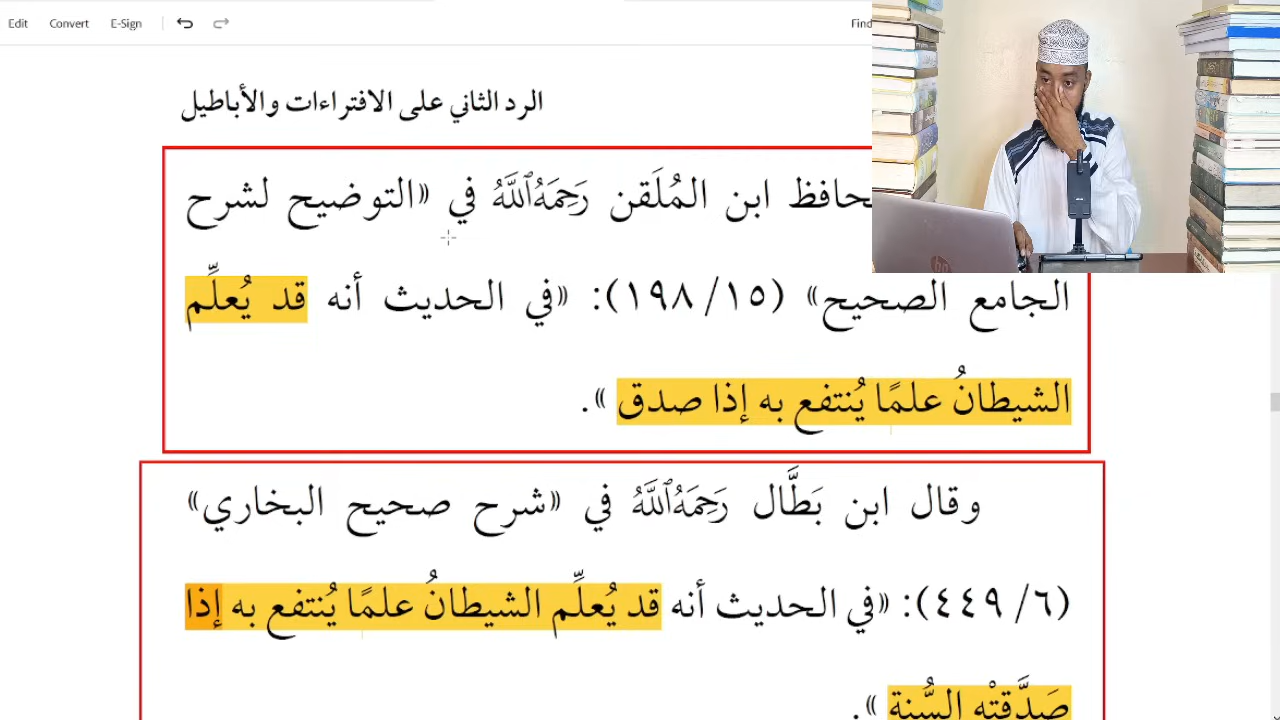 Edit Convert E-Sign Find
الرد الثاني على الافتراءات والأباطيل
حافظ ابن المُلَقن رَحِمَهُ ٱللَّهُ في «التوضيح لشرح
الجامع الصحيح» (١٥/ ١٩٨): «في الحديث أنه قد يُعلِّم
الشيطانُ علمًا يُنتفع به إذا صدق».
وقال ابن بَطَّال رَحِمَهُ ٱللَّهُ في «شرح صحيح البخاري»
(٦/ ٤٤٩): «في الحديث أنه قد يُعلِّم الشيطانُ علمًا يُنتفع به إذا
صَدَّقتْه السُّنة».